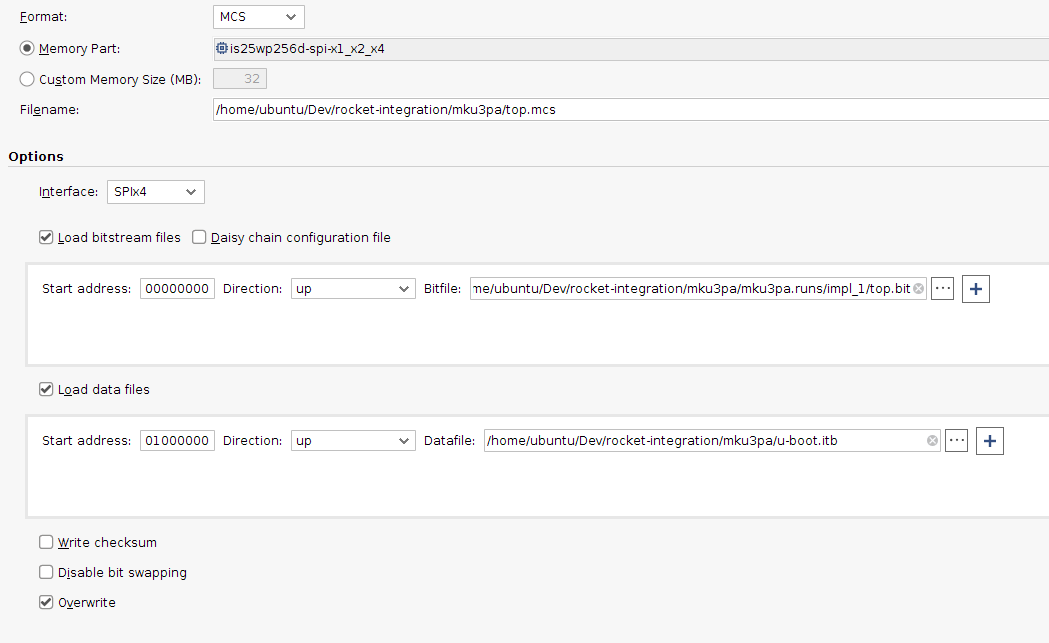 Format: MCS
Memory Part: is25wp256d-spi-x1_x2_x4
Custom Memory Size (MB): 32
Filename: /home/ubuntu/Dev/rocket-integration/mku3pa/top.mcs
Options
Interface: SPIx4
Load bitstream files Daisy chain configuration file
Start address: 00000000 Direction: up Bitfile: me/ubuntu/Dev/rocket-integration/mku3pa/mku3pa.runs/impl_1/top.bit ...
Load data files
Start address: 01000000 Direction: up Datafile: /home/ubuntu/Dev/rocket-integration/mku3pa/u-boot.itb ...
Write checksum
Disable bit swapping
Overwrite